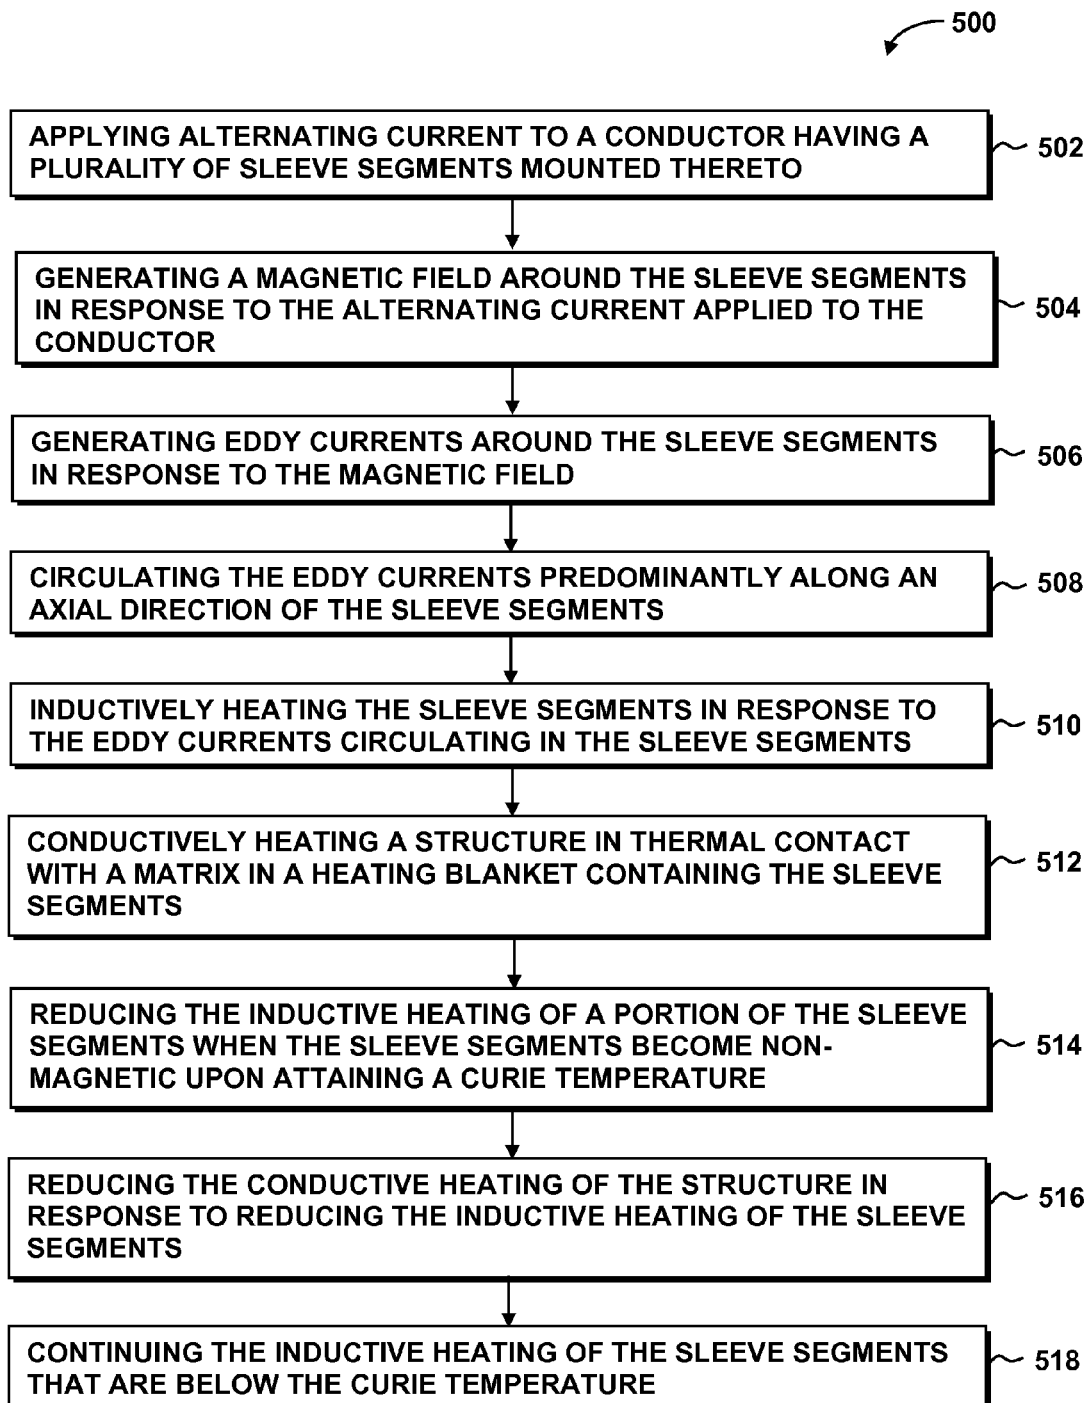 500
APPLYING ALTERNATING CURRENT TO A CONDUCTOR HAVING A
PLURALITY OF SLEEVE SEGMENTS MOUNTED THERETO
502
GENERATING A MAGNETIC FIELD AROUND THE SLEEVE SEGMENTS
IN RESPONSE TO THE ALTERNATING CURRENT APPLIED TO THE
CONDUCTOR
504
GENERATING EDDY CURRENTS AROUND THE SLEEVE SEGMENTS
IN RESPONSE TO THE MAGNETIC FIELD
506
CIRCULATING THE EDDY CURRENTS PREDOMINANTLY ALONG AN
AXIAL DIRECTION OF THE SLEEVE SEGMENTS
508
INDUCTIVELY HEATING THE SLEEVE SEGMENTS IN RESPONSE TO
THE EDDY CURRENTS CIRCULATING IN THE SLEEVE SEGMENTS
510
CONDUCTIVELY HEATING A STRUCTURE IN THERMAL CONTACT
WITH A MATRIX IN A HEATING BLANKET CONTAINING THE SLEEVE
SEGMENTS
512
REDUCING THE INDUCTIVE HEATING OF A PORTION OF THE SLEEVE
SEGMENTS WHEN THE SLEEVE SEGMENTS BECOME NON-
MAGNETIC UPON ATTAINING A CURIE TEMPERATURE
514
REDUCING THE CONDUCTIVE HEATING OF THE STRUCTURE IN
RESPONSE TO REDUCING THE INDUCTIVE HEATING OF THE SLEEVE
SEGMENTS
516
CONTINUING THE INDUCTIVE HEATING OF THE SLEEVE SEGMENTS
THAT ARE BELOW THE CURIE TEMPERATURE
518